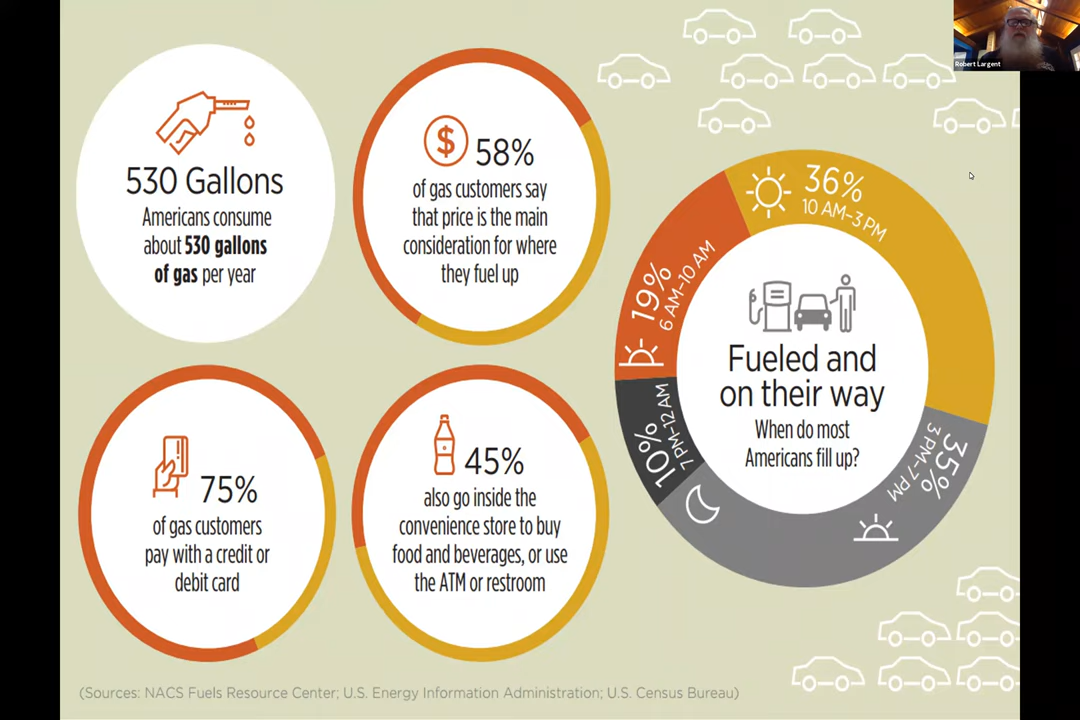 530 Gallons
Americans consume
about 530 gallons
of gas per year
$ 58%
of gas customers say
that price is the main
consideration for where
they fuel up
75%
of gas customers
pay with a credit or
debit card
45%
also go inside the
convenience store to buy
food and beverages, or use
the ATM or restroom
36%
10 AM–3 PM
19%
6 AM–10 AM
10%
7 PM–12 AM
35%
3 PM–7 PM
Fueled and
on their way
When do most
Americans fill up?
(Sources: NACS Fuels Resource Center; U.S. Energy Information Administration; U.S. Census Bureau)
Robert Largent